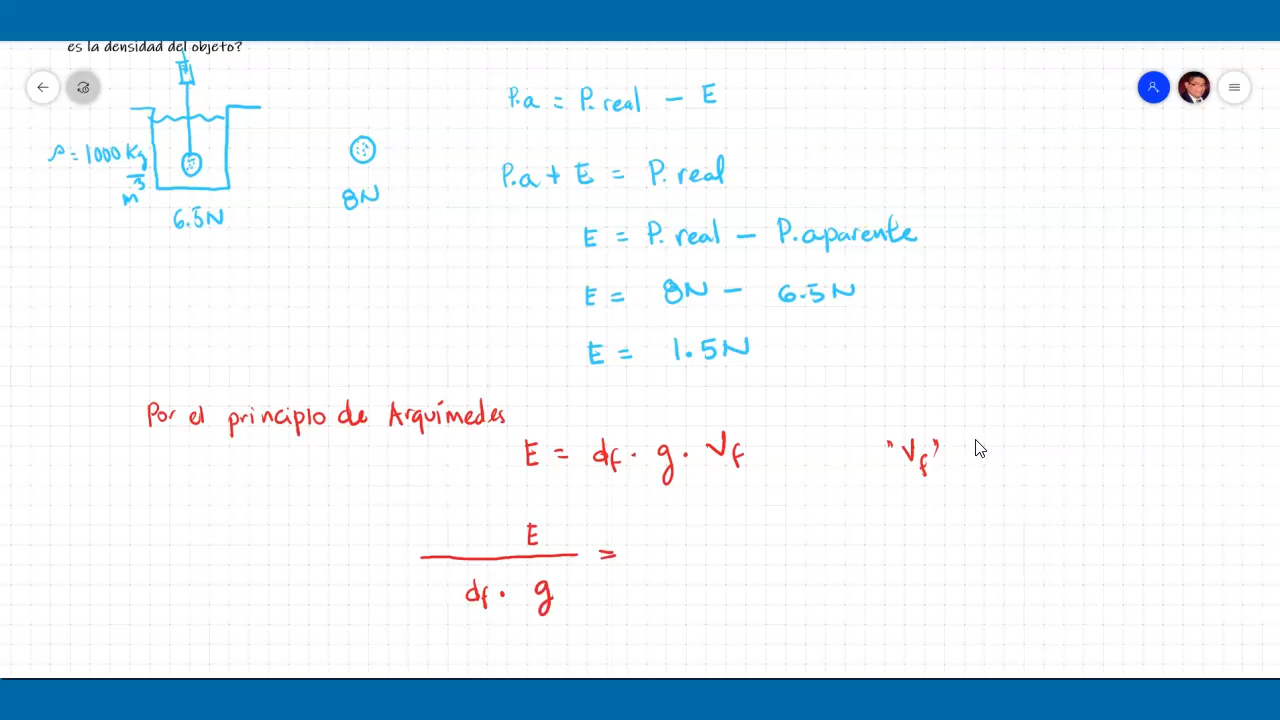 es la densidad del objeto?
P.a = P.real - E
ρ = 1000 Kg/m³
6.5N
8N
P.a + E = P.real
E = P.real - P.aparente
E = 8N - 6.5N
E = 1.5N
Por el principio de Arquímedes
E = df · g · Vf
"Vf"
E
df · g
=